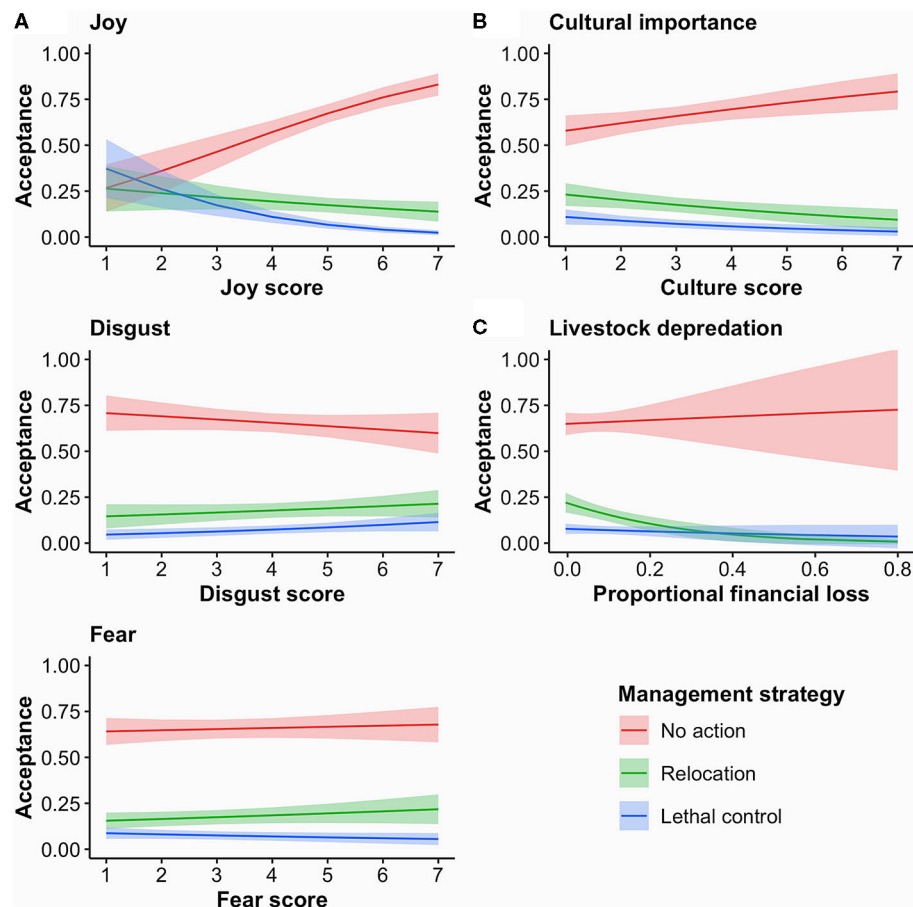 A Joy
1.00
0.75
0.50
0.25
0.00
Acceptance
1 2 3 4 5 6 7
Joy score
B Cultural importance
1.00
0.75
0.50
0.25
0.00
Acceptance
1 2 3 4 5 6 7
Culture score
Disgust
1.00
0.75
0.50
0.25
0.00
Acceptance
1 2 3 4 5 6 7
Disgust score
C Livestock depredation
1.00
0.75
0.50
0.25
0.00
Acceptance
0.0 0.2 0.4 0.6 0.8
Proportional financial loss
Fear
1.00
0.75
0.50
0.25
0.00
Acceptance
1 2 3 4 5 6 7
Fear score
Management strategy
No action
Relocation
Lethal control